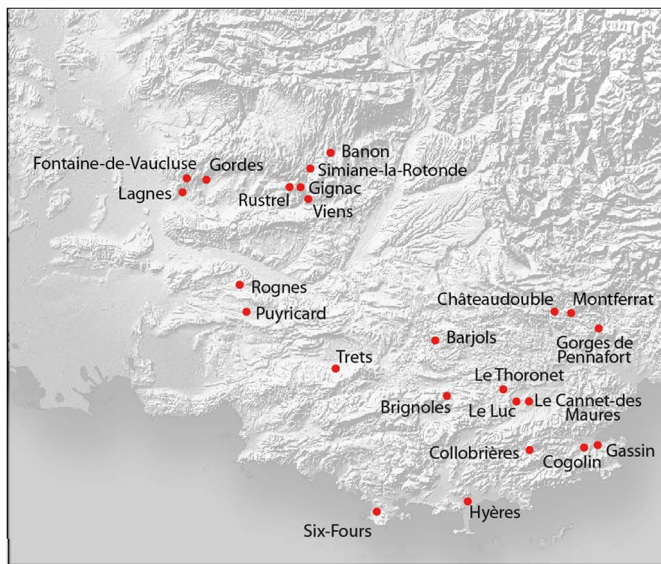 Banon
Fontaine-de-Vaucluse
Gordes
Simiane-la-Rotonde
Lagnes
Rustrel
Gignac
Viens
Rognes
Châteaudouble
Montferrat
Puyricard
Barjols
Gorges de
Pennafort
Trets
Le Thoronet
Brignoles
Le Luc
Le Cannet-des
Maures
Collobrières
Cogolin
Gassin
Hyères
Six-Fours